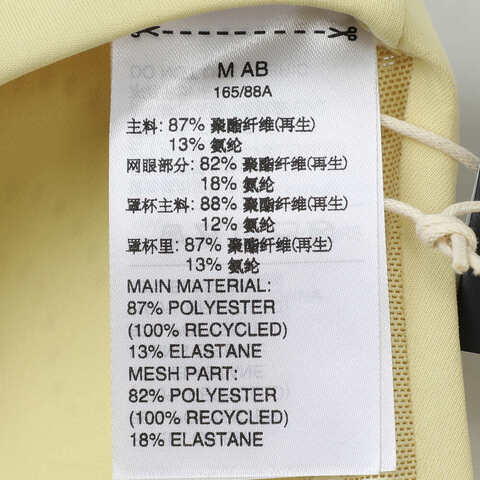 M AB
165/88A
主料: 87% 聚酯纤维(再生)
13% 氨纶
网眼部分: 82% 聚酯纤维(再生)
18% 氨纶
罩杯主料: 88% 聚酯纤维(再生)
12% 氨纶
罩杯里: 87% 聚酯纤维(再生)
13% 氨纶
MAIN MATERIAL:
87% POLYESTER
(100% RECYCLED)
13% ELASTANE
MESH PART:
82% POLYESTER
(100% RECYCLED)
18% ELASTANE